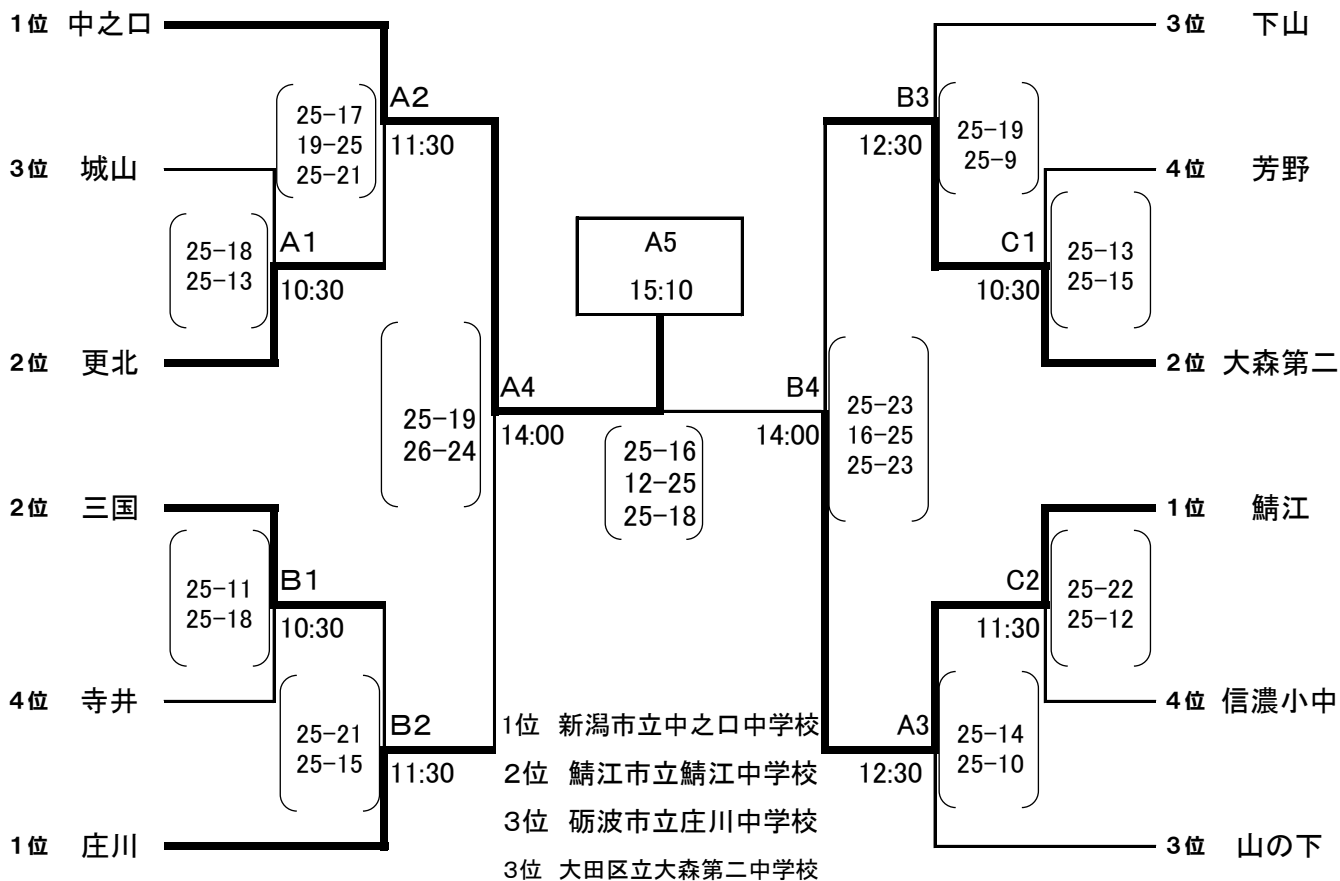 1位 中之口
3位 下山
A2
B3
25-17
19-25
25-21
11:30
12:30
25-19
25-9
3位 城山
4位 芳野
A1
C1
25-18
25-13
25-13
25-15
A5
10:30
15:10
10:30
2位 更北
2位 大森第二
A4
B4
25-19
26-24
14:00
14:00
25-23
16-25
25-23
25-16
12-25
25-18
2位 三国
1位 鯖江
B1
C2
25-11
25-18
25-22
25-12
10:30
11:30
4位 寺井
4位 信濃小中
B2
A3
25-21
25-15
1位 新潟市立中之口中学校
25-14
25-10
11:30
2位 鯖江市立鯖江中学校
12:30
3位 砺波市立庄川中学校
1位 庄川
3位 山の下
3位 大田区立大森第二中学校